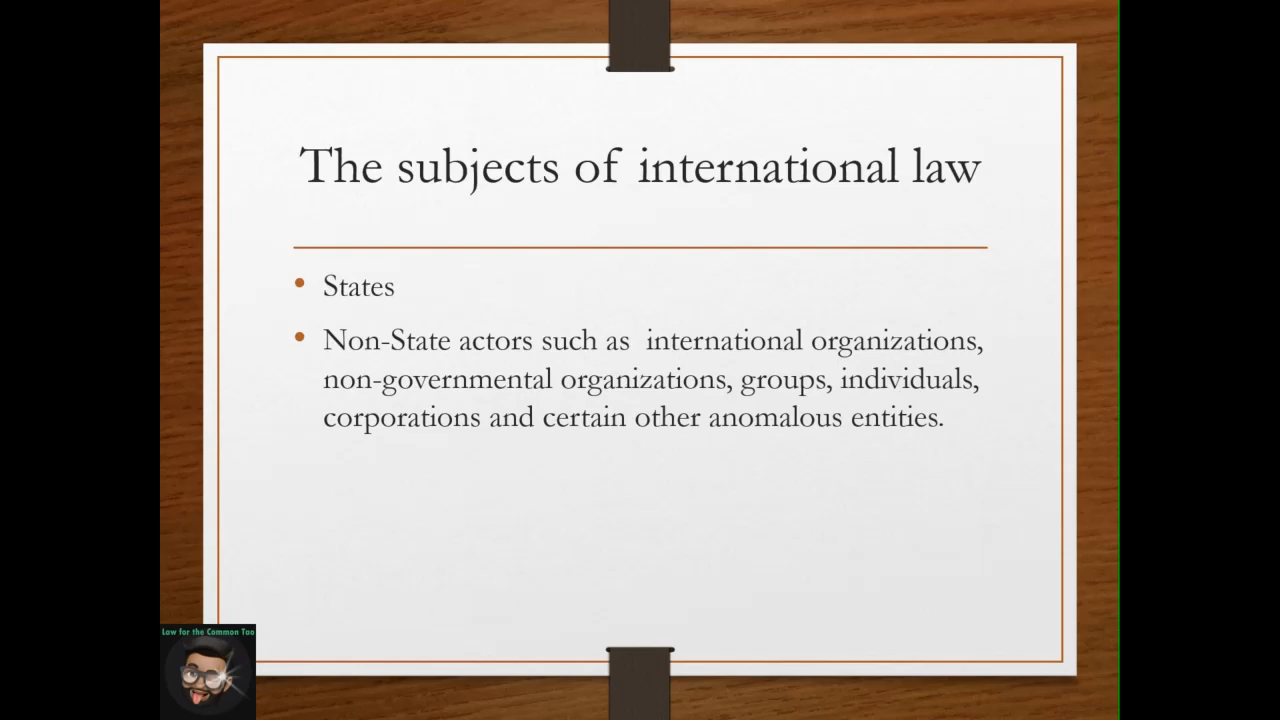 The subjects of international law
• States
• Non-State actors such as  international organizations,
non-governmental organizations, groups, individuals,
corporations and certain other anomalous entities.
Law for the Common Tao